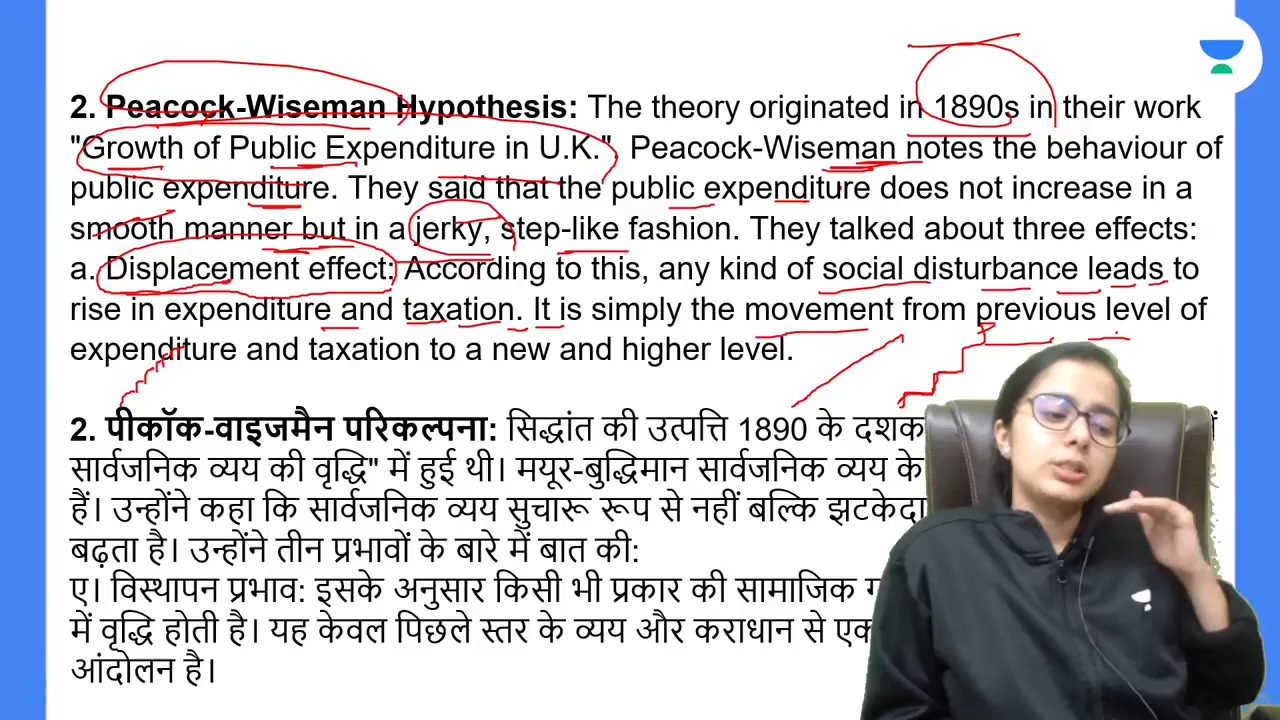 2. Peacock-Wiseman Hypothesis: The theory originated in 1890s in their work
"Growth of Public Expenditure in U.K." Peacock-Wiseman notes the behaviour of
public expenditure. They said that the public expenditure does not increase in a
smooth manner but in a jerky, step-like fashion. They talked about three effects:
a. Displacement effect: According to this, any kind of social disturbance leads to
rise in expenditure and taxation. It is simply the movement from previous level of
expenditure and taxation to a new and higher level.
2. पीकॉक-वाइजमैन परिकल्पना: सिद्धांत की उत्पत्ति 1890 के दशक
सार्वजनिक व्यय की वृद्धि" में हुई थी। मयूर-बुद्धिमान सार्वजनिक व्यय के
हैं। उन्होंने कहा कि सार्वजनिक व्यय सुचारू रूप से नहीं बल्कि
बढ़ता है। उन्होंने तीन प्रभावों के बारे में बात की:
ए। विस्थापन प्रभाव: इसके अनुसार किसी भी प्रकार की सामाजिक
में वृद्धि होती है। यह केवल पिछले स्तर के व्यय और कराधान से
आंदोलन है।